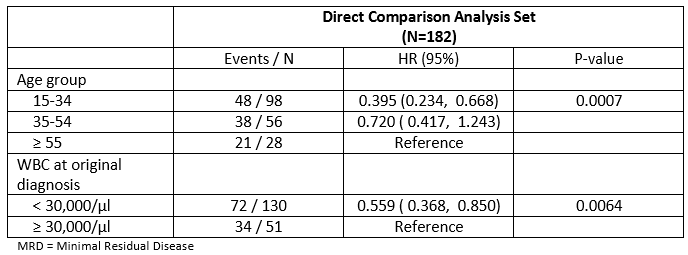 Direct Comparison Analysis Set
(N=182)
Events / N HR (95%) P-value
Age group
15-34 48 / 98 0.395 (0.234, 0.668) 0.0007
35-54 38 / 56 0.720 ( 0.417, 1.243)
≥ 55 21 / 28 Reference
WBC at original
diagnosis
< 30,000/µl 72 / 130 0.559 ( 0.368, 0.850) 0.0064
≥ 30,000/µl 34 / 51 Reference
MRD = Minimal Residual Disease